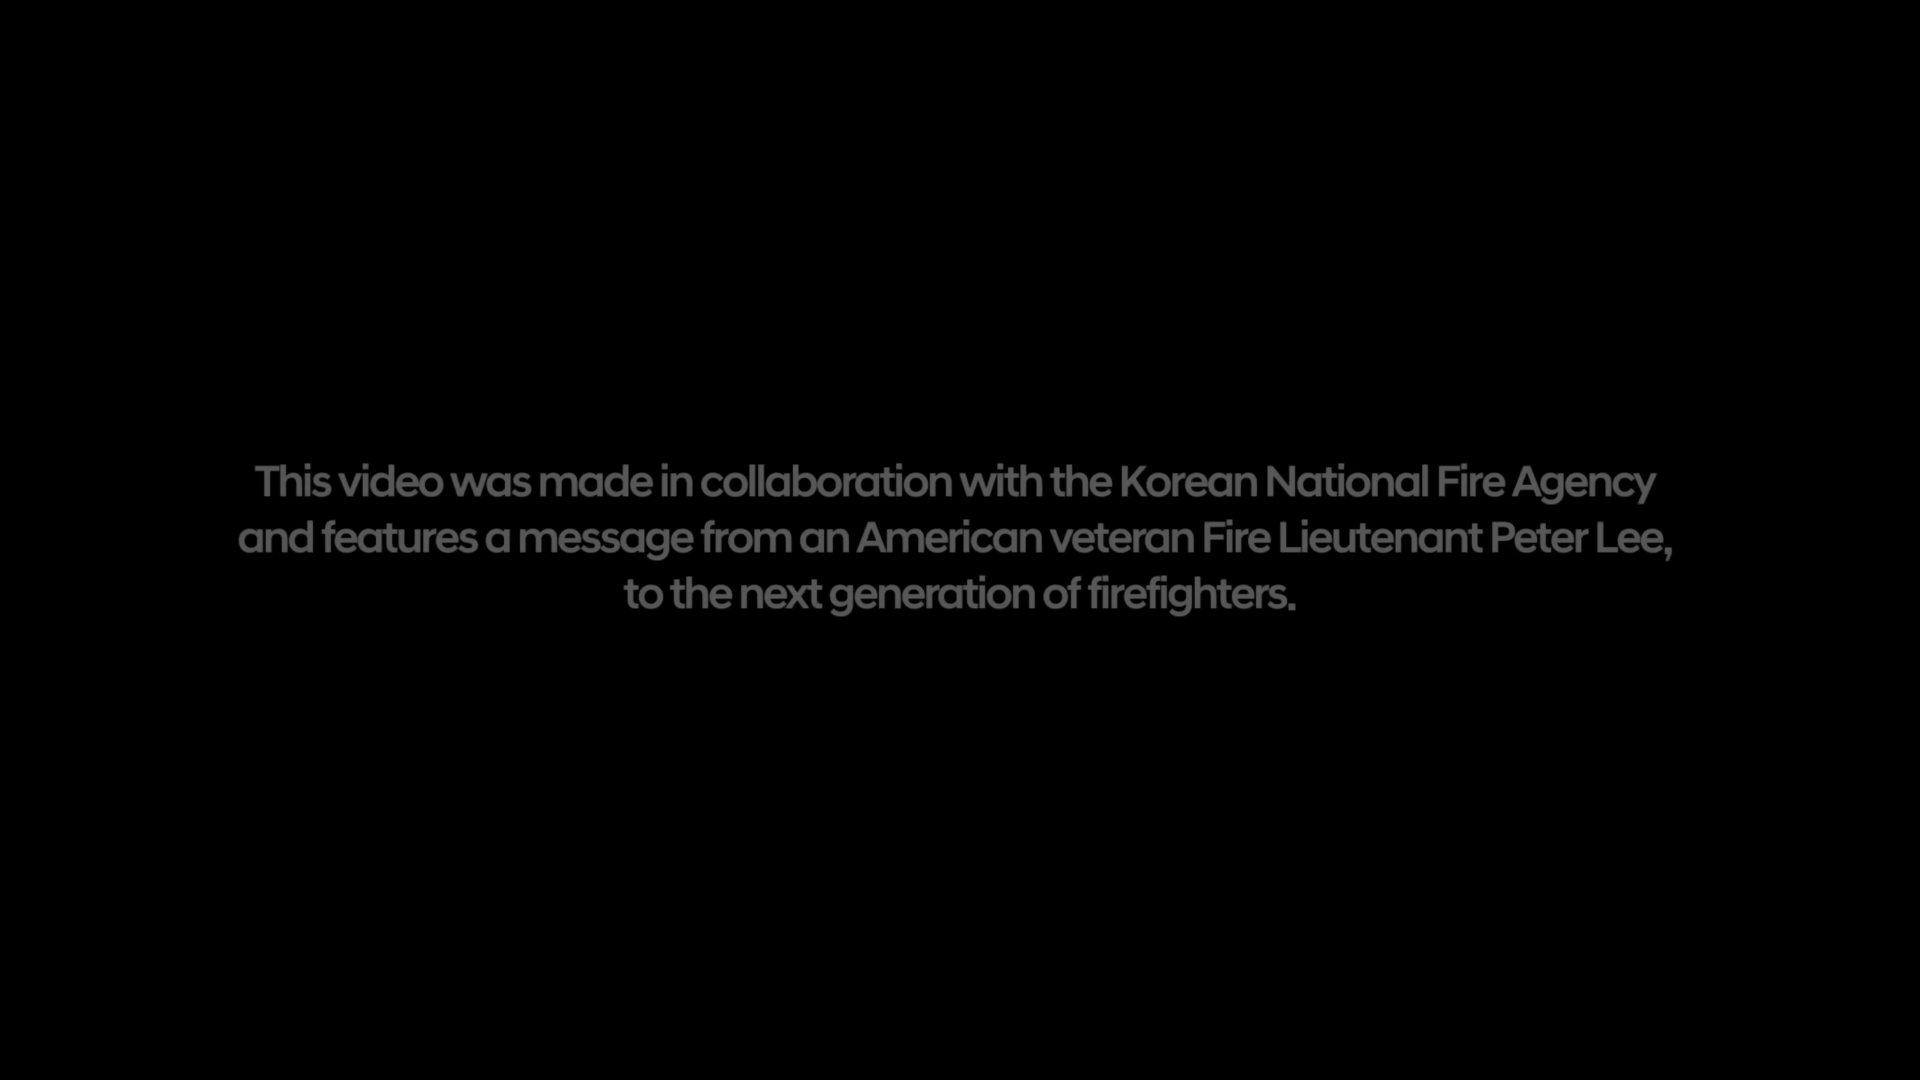 This video was made in collaboration with the Korean National Fire Agency
and features a message from an American veteran Fire Lieutenant Peter Lee,
to the next generation of firefighters.